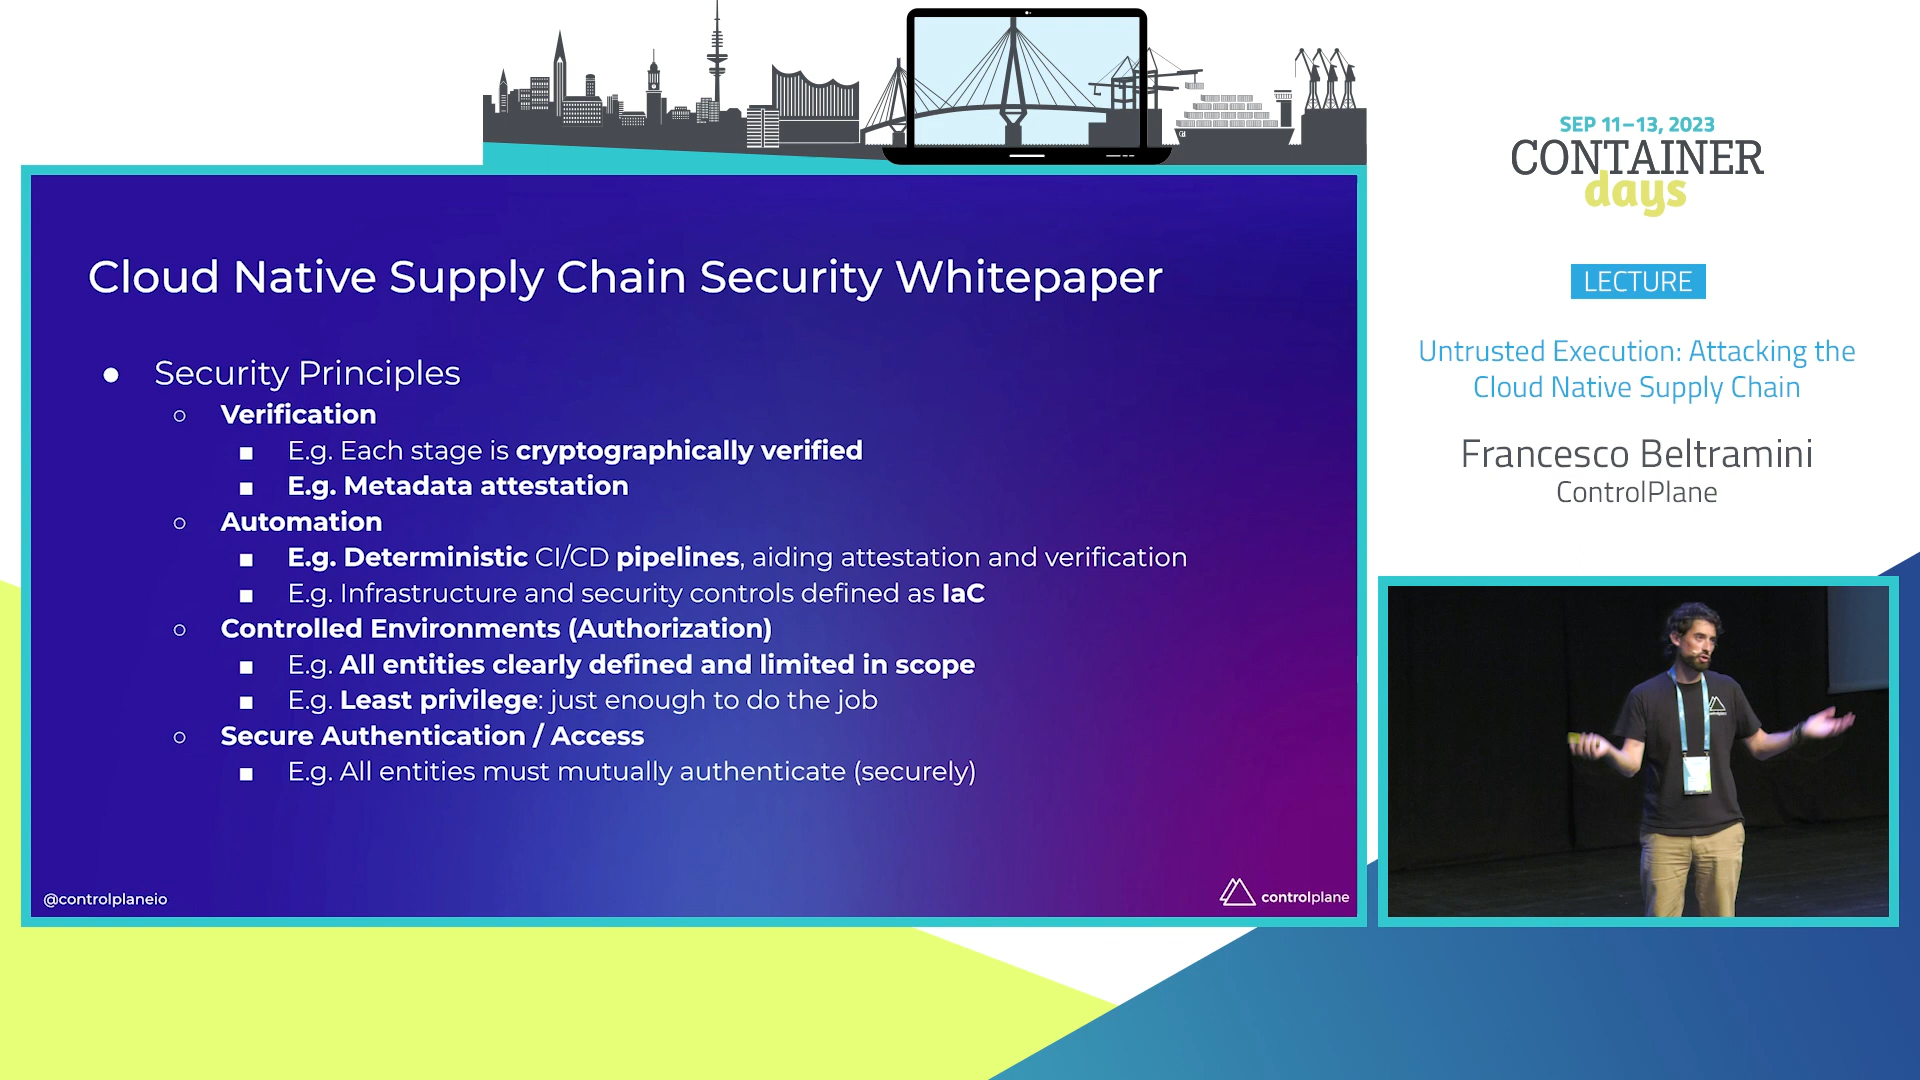 SEP 11–13, 2023
CONTAINER
days
LECTURE
Untrusted Execution: Attacking the
Cloud Native Supply Chain
Francesco Beltramini
ControlPlane
Cloud Native Supply Chain Security Whitepaper
● Security Principles
○ Verification
■ E.g. Each stage is cryptographically verified
■ E.g. Metadata attestation
○ Automation
■ E.g. Deterministic CI/CD pipelines, aiding attestation and verification
■ E.g. Infrastructure and security controls defined as IaC
○ Controlled Environments (Authorization)
■ E.g. All entities clearly defined and limited in scope
■ E.g. Least privilege: just enough to do the job
○ Secure Authentication / Access
■ E.g. All entities must mutually authenticate (securely)
@controlplaneio
controlplane